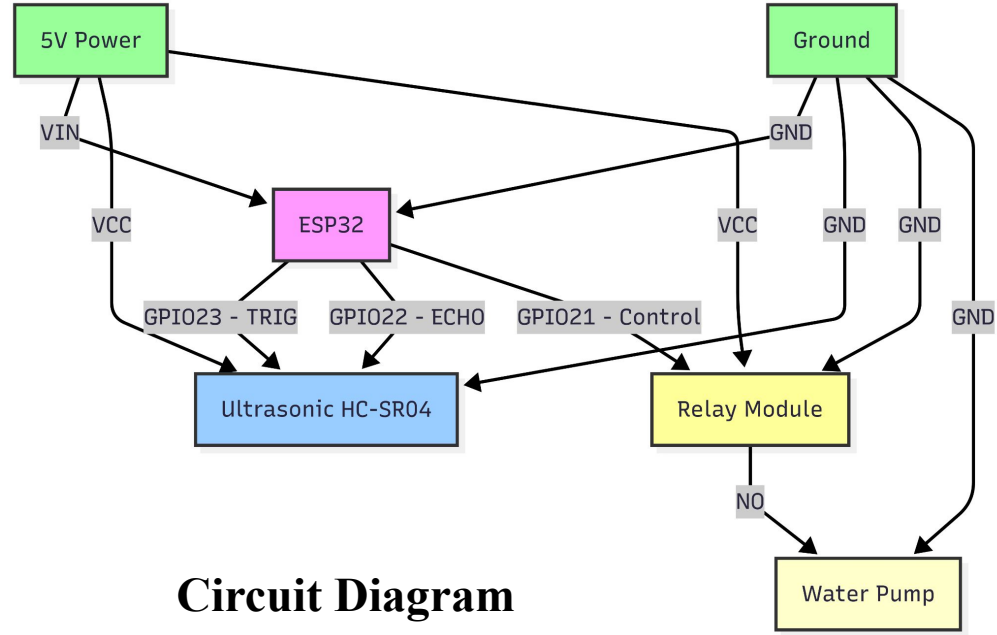 5V Power
Ground
VIN
GND
VCC
ESP32
VCC
GND
GND
GPIO23 - TRIG
GPIO22 - ECHO
GPIO21 - Control
GND
Ultrasonic HC-SR04
Relay Module
NO
Water Pump
Circuit Diagram